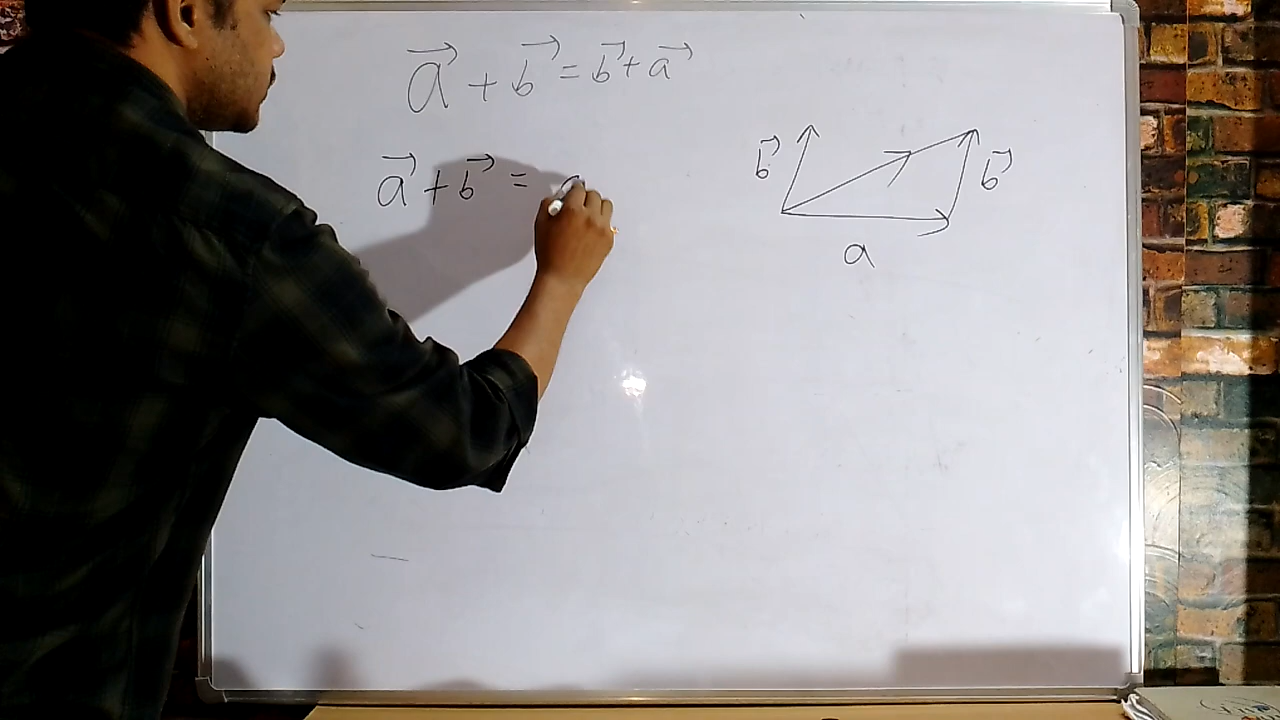 a⃗ + b⃗ = b⃗ + a⃗
a⃗ + b⃗ =
b⃗
b⃗
a